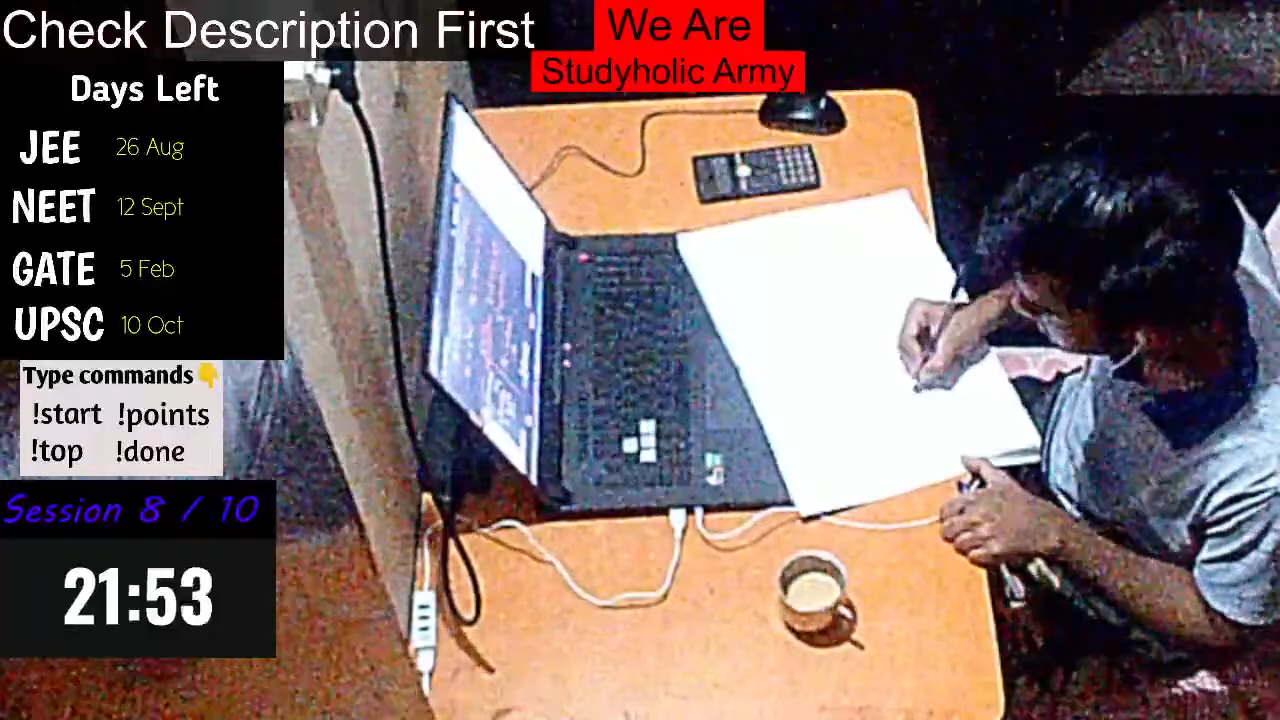 Check Description First
We Are
Studyholic Army
Days Left
JEE 26 Aug
NEET 12 Sept
GATE 5 Feb
UPSC 10 Oct
Type commands👇
!start !points
!top !done
Session 8 / 10
21:53